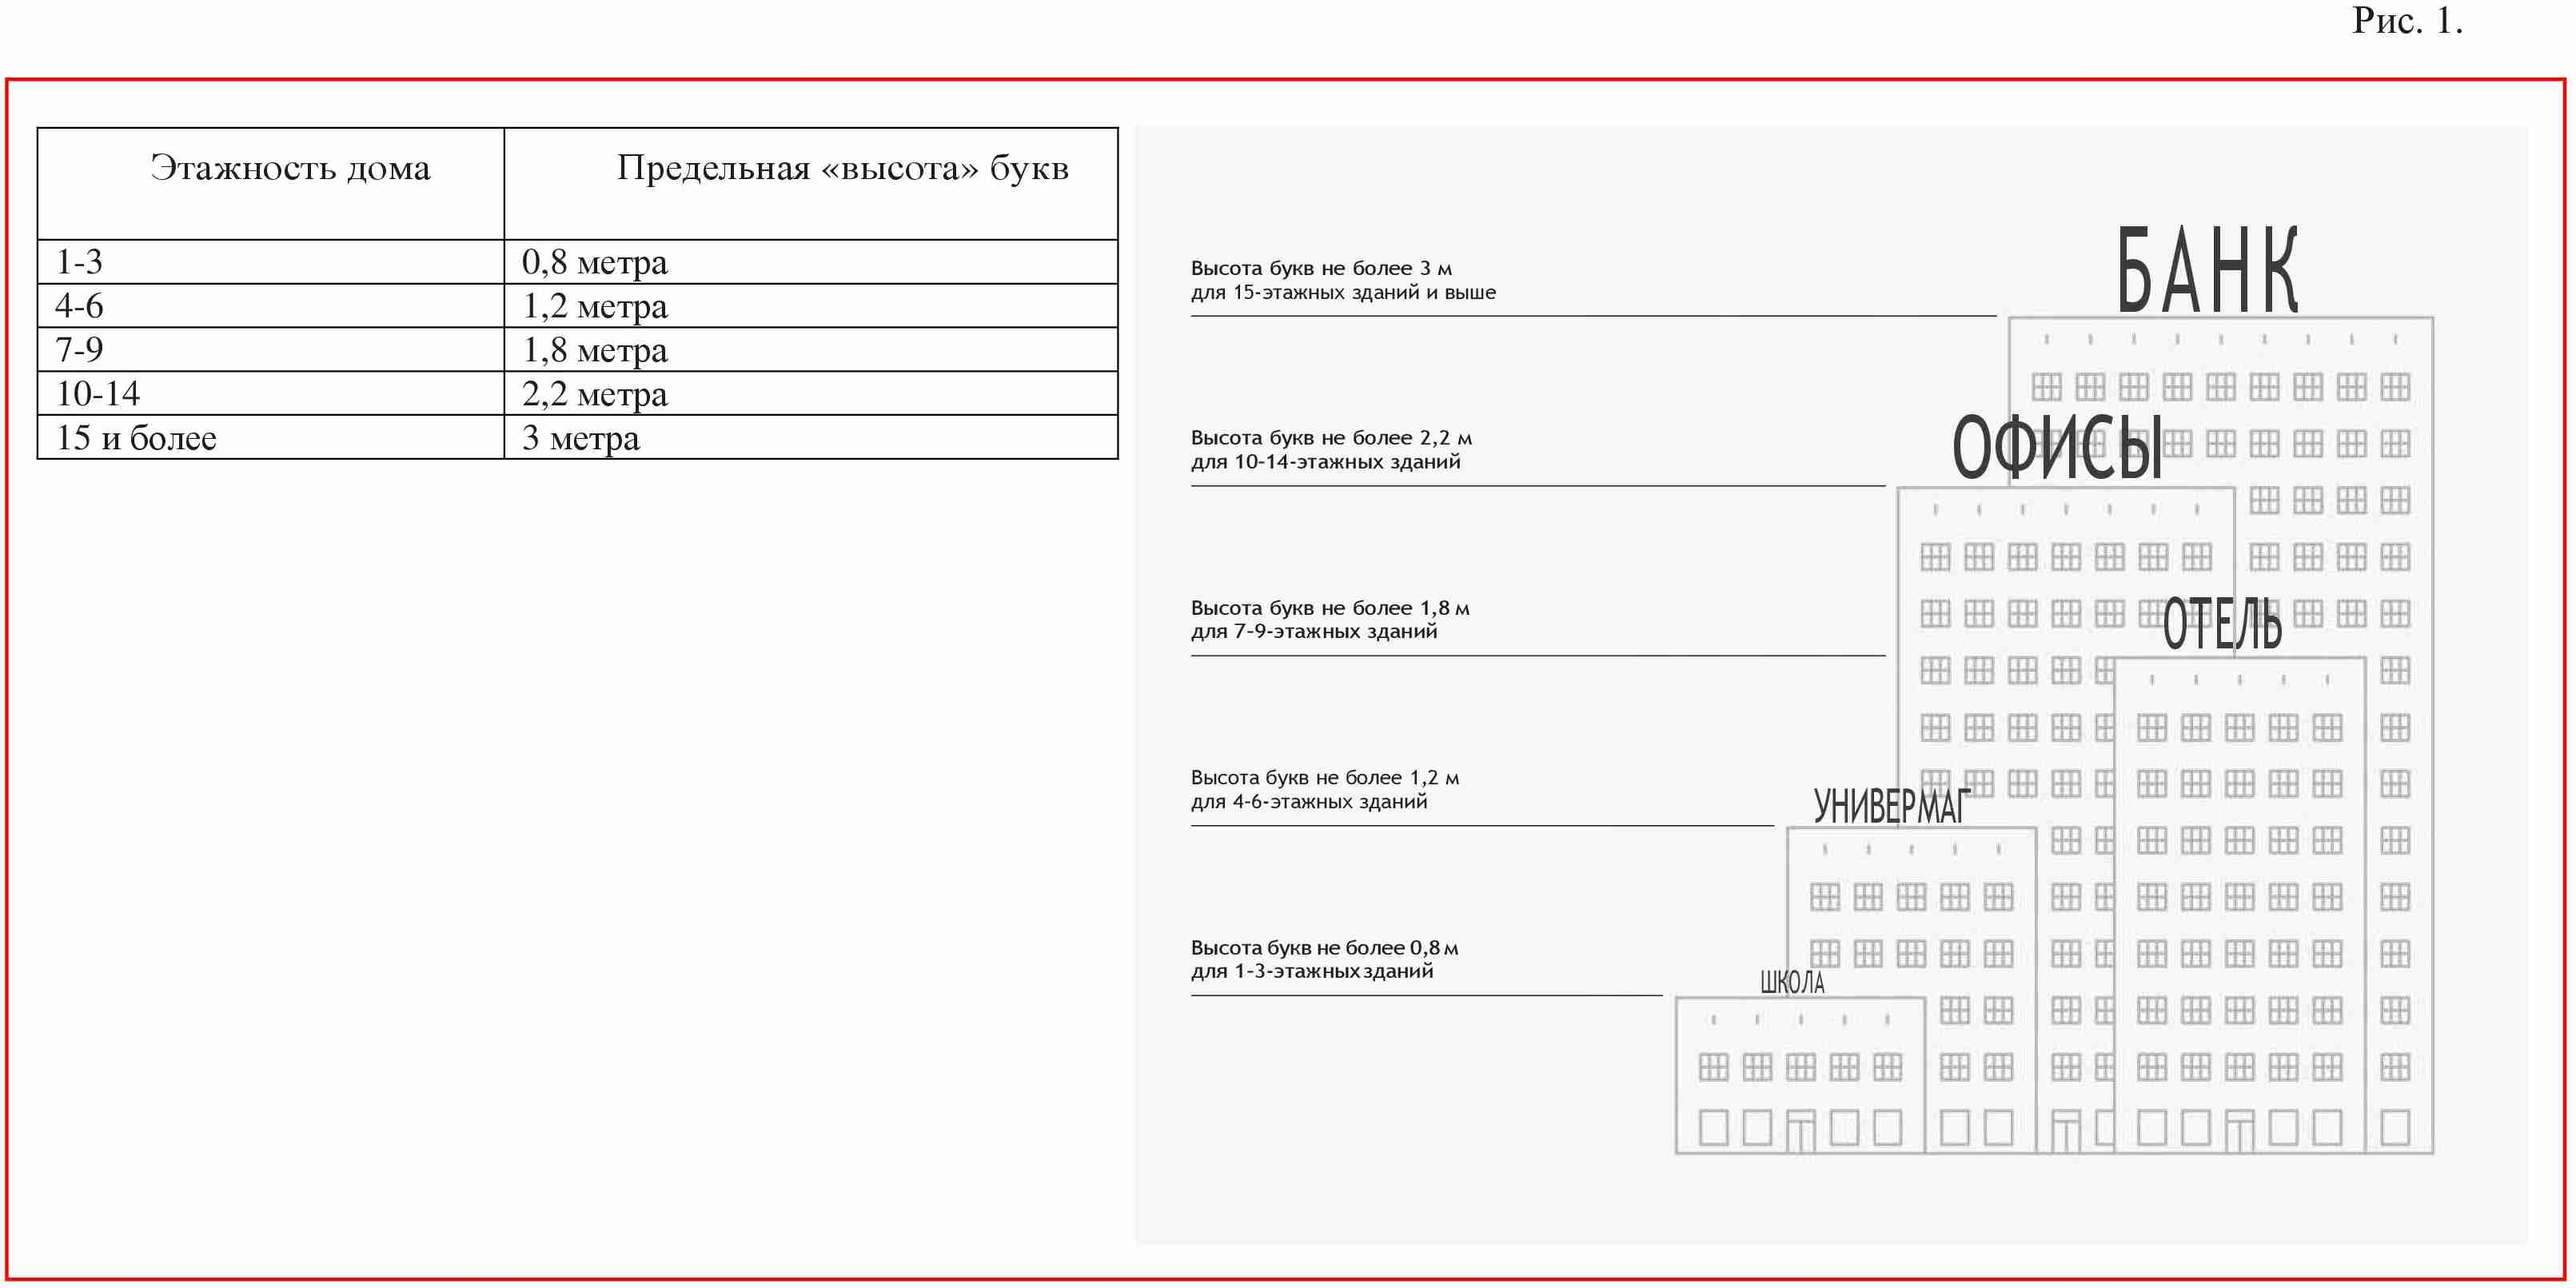 Рис. 1.
Этажность дома Предельная «высота» букв
1-3 0,8 метра
4-6 1,2 метра
7-9 1,8 метра
10-14 2,2 метра
15 и более 3 метра
Высота букв не более 3 м
для 15-этажных зданий и выше
БАНК
Высота букв не более 2,2 м
для 10-14-этажных зданий
ОФИСЫ
Высота букв не более 1,8 м
для 7-9-этажных зданий
ОТЕЛЬ
Высота букв не более 1,2 м
для 4-6-этажных зданий
УНИВЕРМАГ
Высота букв не более 0,8 м
для 1-3-этажных зданий
ШКОЛА